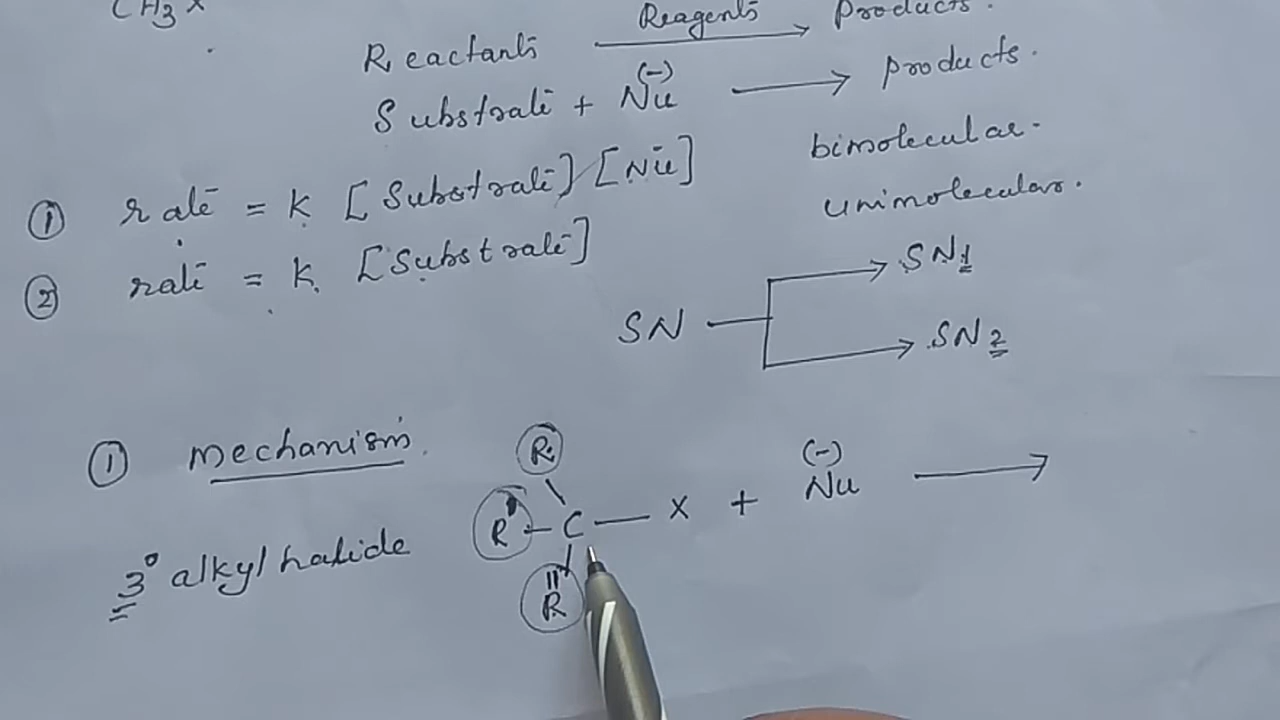 CH3 X
Reactants Reagents → Products.
Substrate + Nu(-) → products.
① rate = k [Substrate] [Nu]
bimolecular.
② rate = k [Substrate]
unimolecular.
SN
SN1
SN2
① mechanism.
3° alkyl halide
R
R' - C - X + Nu(-) →
R''